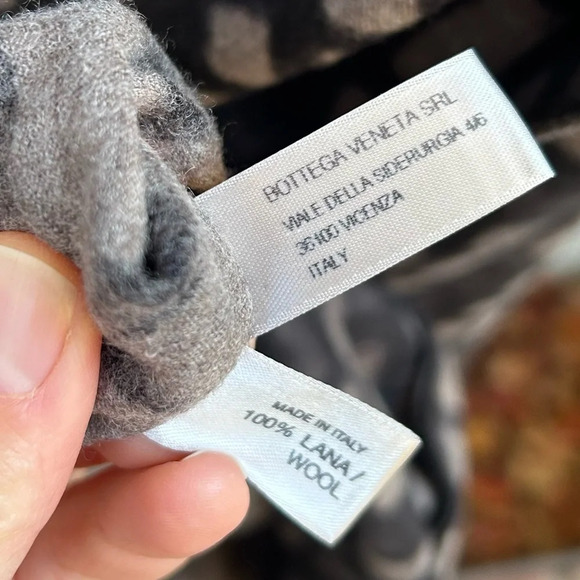 BOTTEGA VENETA SRL
VIALE DELLA SIDERURGIA 4/6
36100 VICENZA
ITALY
MADE IN ITALY
100% LANA /
WOOL